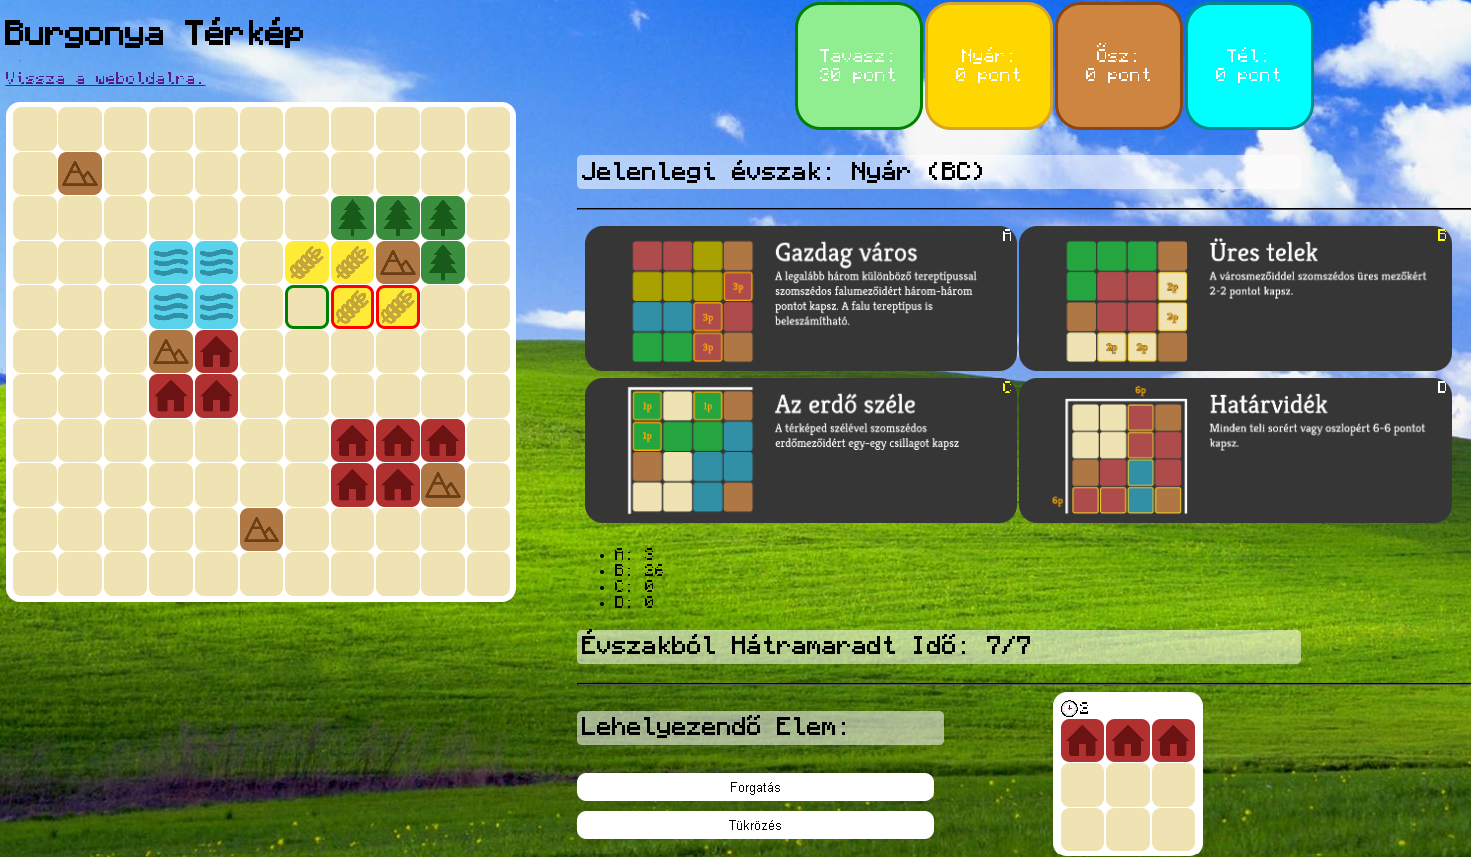 Burgonya Térkép
Vissza a weboldalra.
Tavasz:
30 pont
Nyár:
0 pont
Ősz:
0 pont
Tél:
0 pont
Jelenlegi évszak: Nyár (BC)
A
Gazdag város
A legalább három különböző tereptípussal
szomszédos falumezőidért három-három
pontot kapsz. A falu tereptípus is
beleszámítható.
3p
3p
3p
B
Üres telek
A városmezőiddel szomszédos üres mezőkért
2-2 pontot kapsz.
2p
2p
2p
2p
C
Az erdő széle
A térképed szélével szomszédos
erdőmezőidért egy-egy csillagot kapsz
1p
1p
1p
D
Határvidék
Minden teli sorért vagy oszlopért 6-6 pontot
kapsz.
6p
6p
A: 3
B: 26
C: 0
D: 0
Évszakból Hátramaradt Idő: 7/7
Lehelyezendő Elem:
2
Forgatás
Tükrözés